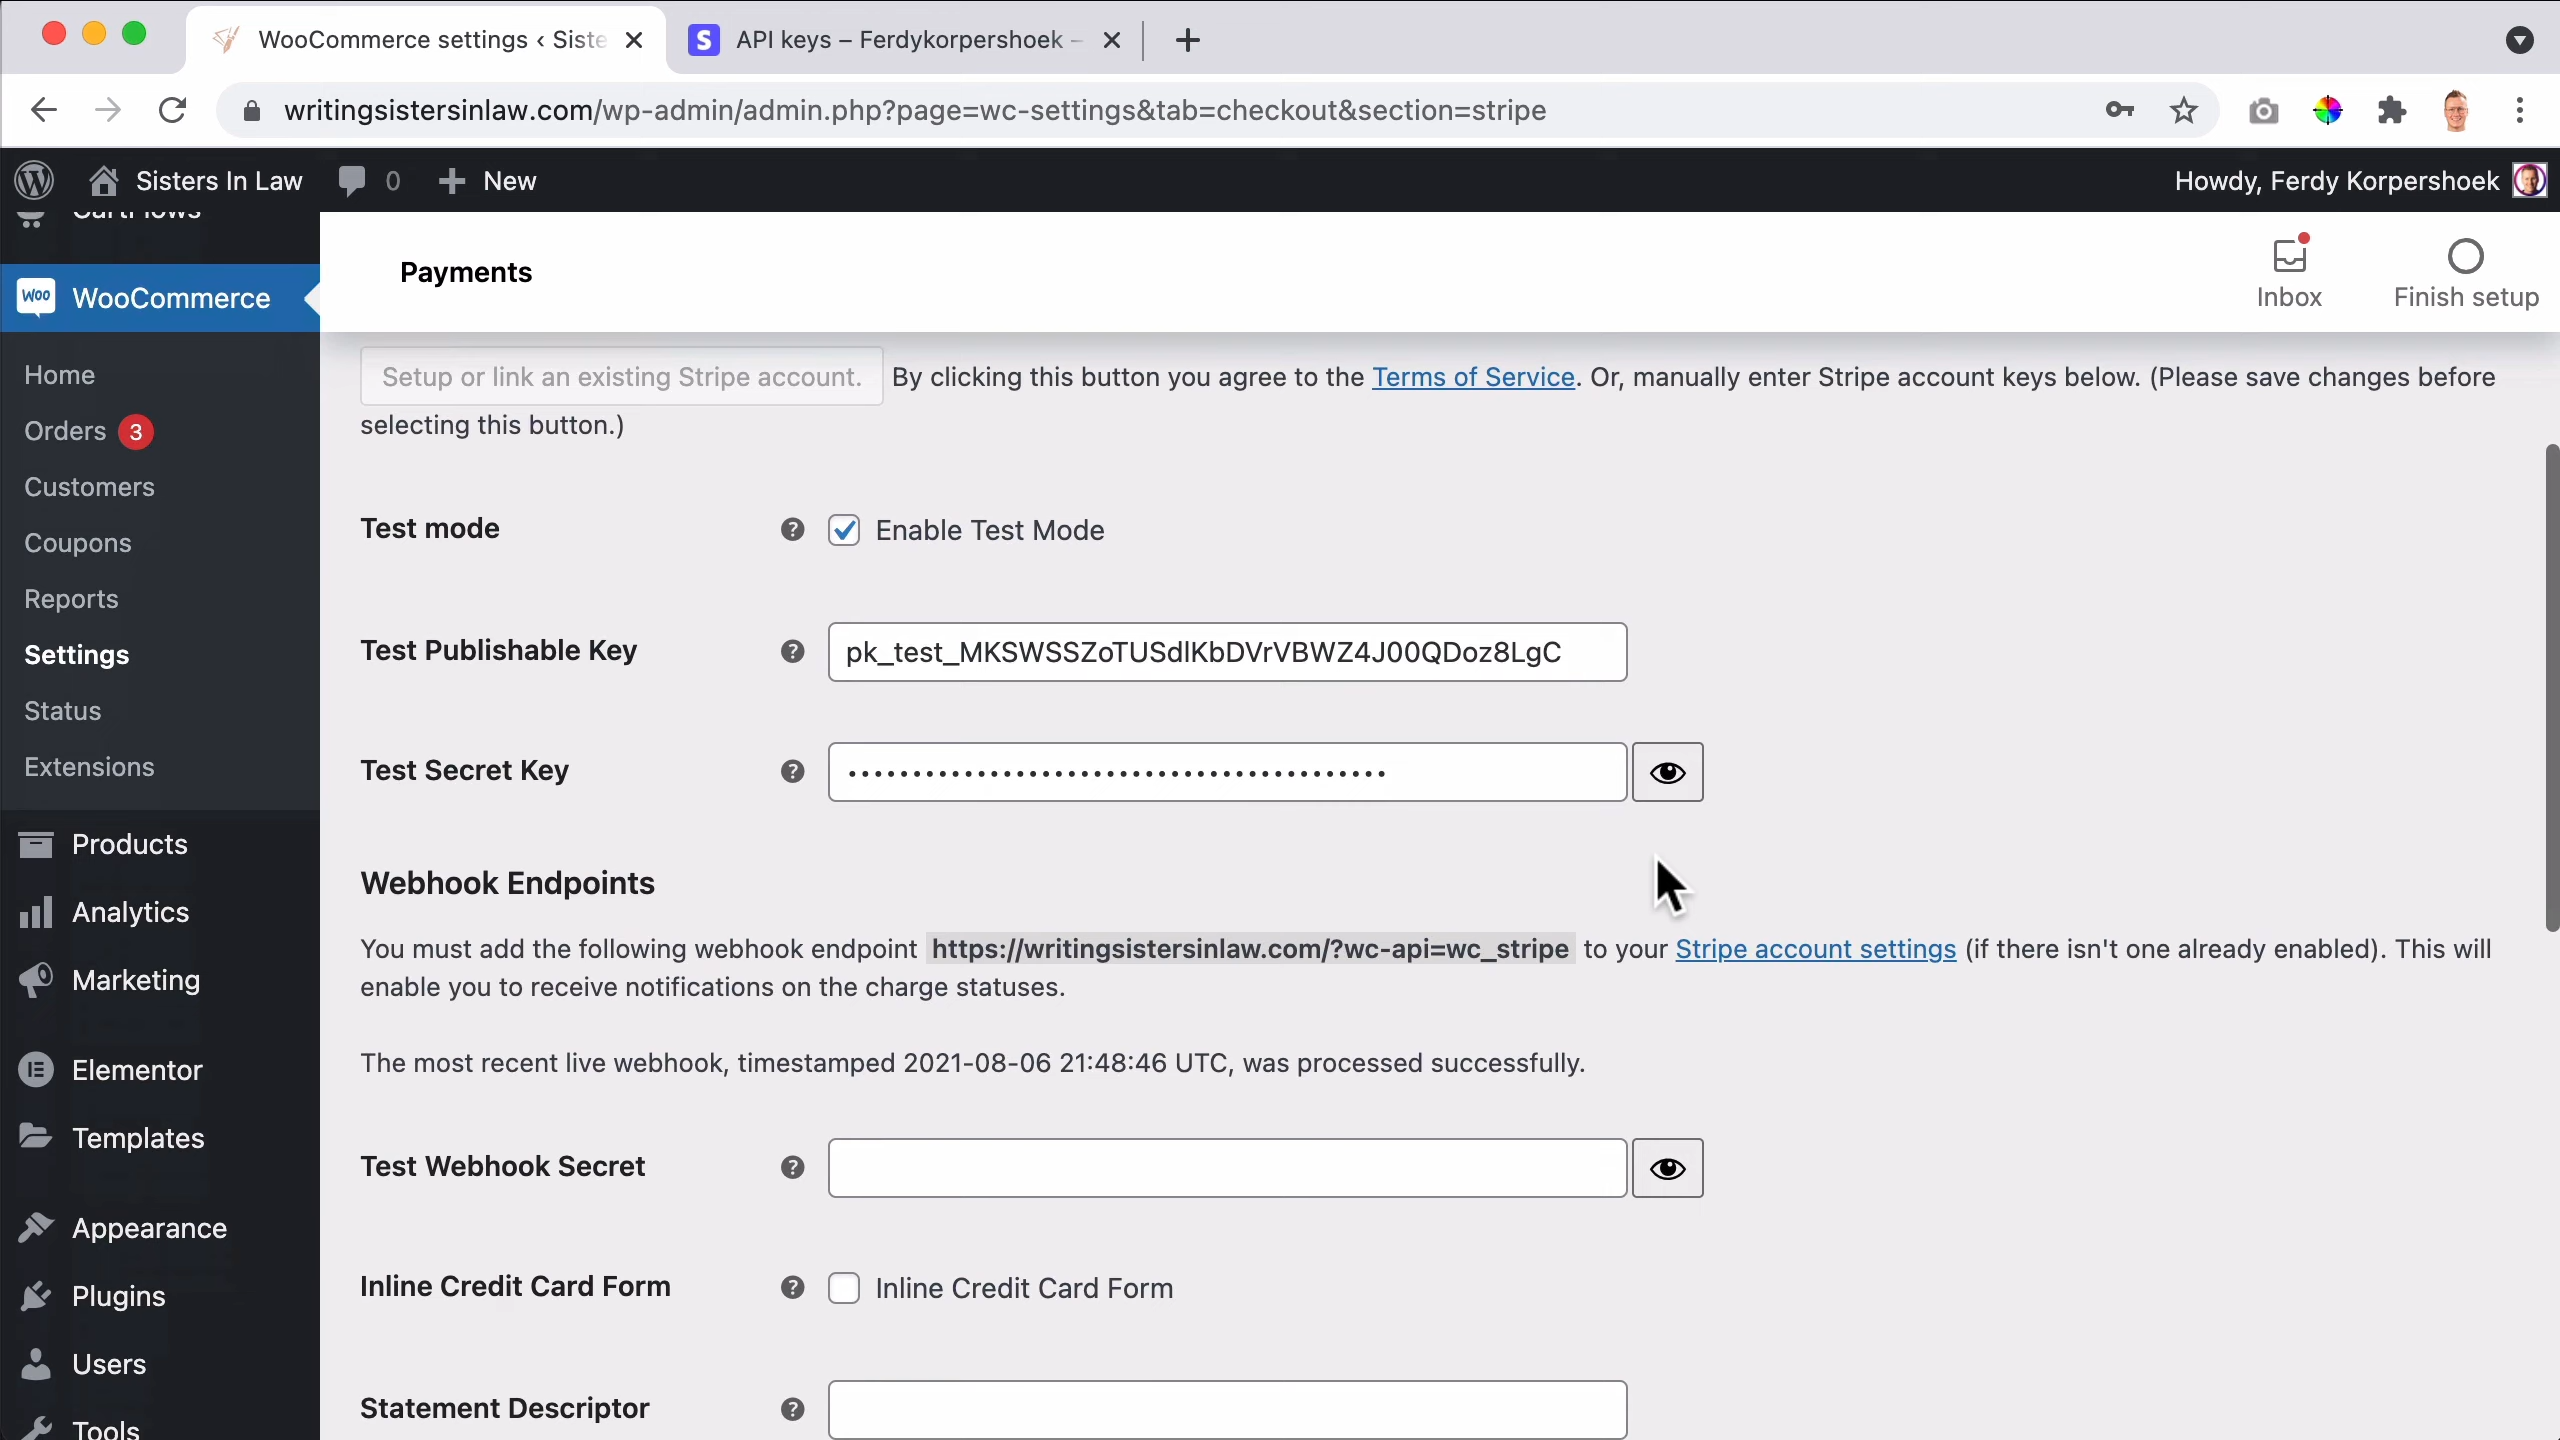 WooCommerce settings ‹ Siste
API keys – Ferdykorpershoek –
writingsistersinlaw.com/wp-admin/admin.php?page=wc-settings&tab=checkout&section=stripe
Sisters In Law 0 New
Howdy, Ferdy Korpershoek
CartFlows
WooCommerce
Home
Orders 3
Customers
Coupons
Reports
Settings
Status
Extensions
Products
Analytics
Marketing
Elementor
Templates
Appearance
Plugins
Users
Tools
Payments
Inbox
Finish setup
Setup or link an existing Stripe account. By clicking this button you agree to the Terms of Service. Or, manually enter Stripe account keys below. (Please save changes before
selecting this button.)
Test mode
Enable Test Mode
Test Publishable Key
pk_test_MKSWSSZoTUSdlKbDVrVBWZ4J00QDoz8LgC
Test Secret Key
Webhook Endpoints
You must add the following webhook endpoint https://writingsistersinlaw.com/?wc-api=wc_stripe to your Stripe account settings (if there isn't one already enabled). This will
enable you to receive notifications on the charge statuses.
The most recent live webhook, timestamped 2021-08-06 21:48:46 UTC, was processed successfully.
Test Webhook Secret
Inline Credit Card Form
Inline Credit Card Form
Statement Descriptor